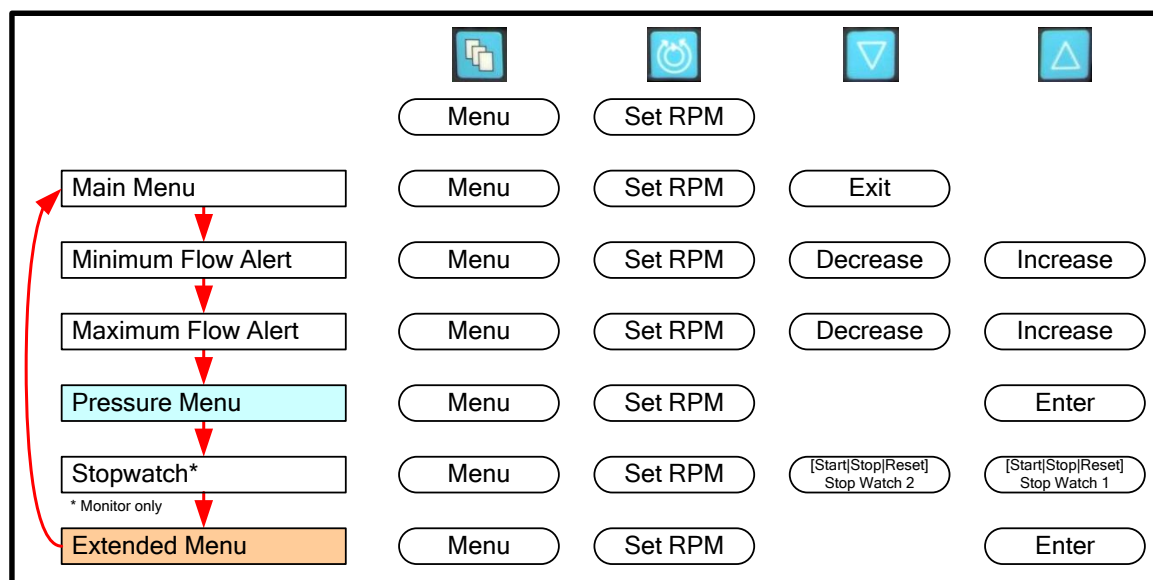 Menu Set RPM
Main Menu Menu Set RPM Exit
Minimum Flow Alert Menu Set RPM Decrease Increase
Maximum Flow Alert Menu Set RPM Decrease Increase
Pressure Menu Menu Set RPM Enter
Stopwatch* Menu Set RPM [Start|Stop|Reset] Stop Watch 2 [Start|Stop|Reset] Stop Watch 1
* Monitor only
Extended Menu Menu Set RPM Enter